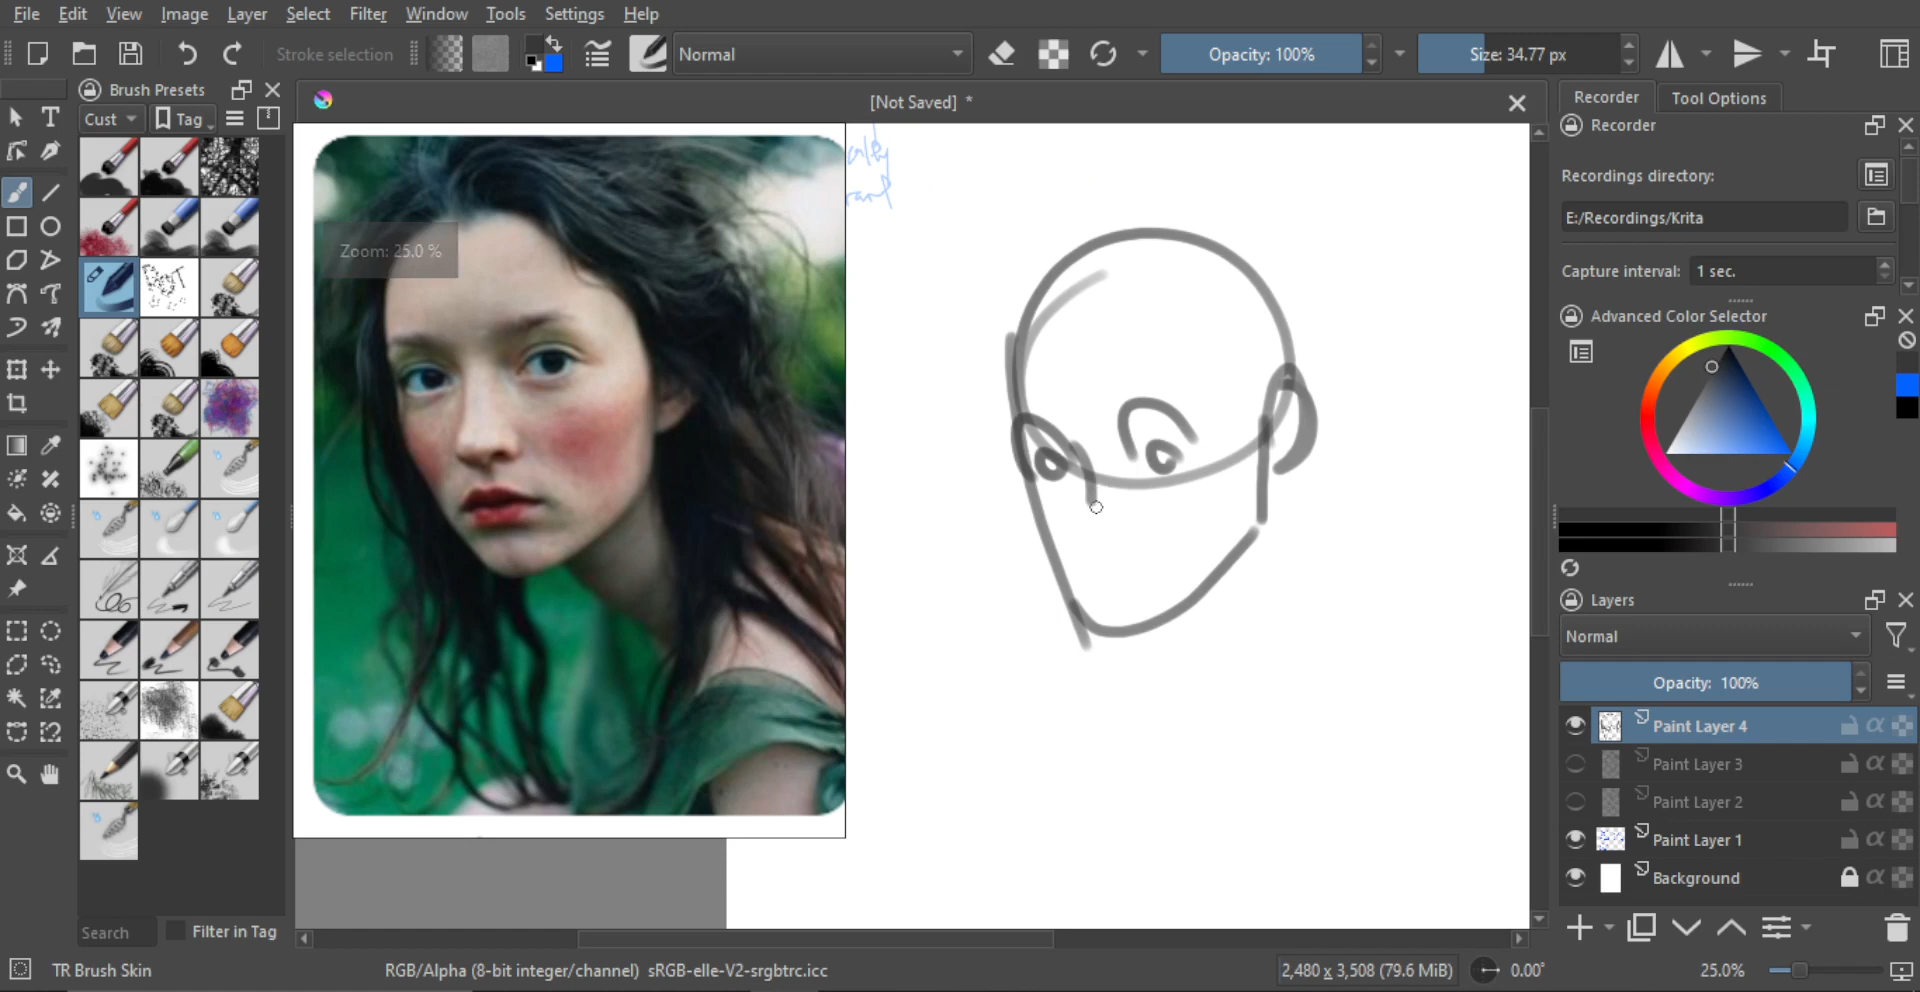 File Edit View Image Layer Select Filter Window Tools Settings Help
Stroke selection Normal Opacity: 100% Size: 34.77 px
Brush Presets
Cust Tag
[Not Saved] *
Zoom: 25.0 %
Recorder Tool Options
Recorder
Recordings directory:
E:/Recordings/Krita
Capture interval: 1 sec.
Advanced Color Selector
Layers
Normal
Opacity: 100%
Paint Layer 4
Paint Layer 3
Paint Layer 2
Paint Layer 1
Background
Search Filter in Tag
TR Brush Skin RGB/Alpha (8-bit integer/channel) sRGB-elle-V2-srgbtrc.icc 2,480 x 3,508 (79.6 MiB) 0.00° 25.0%